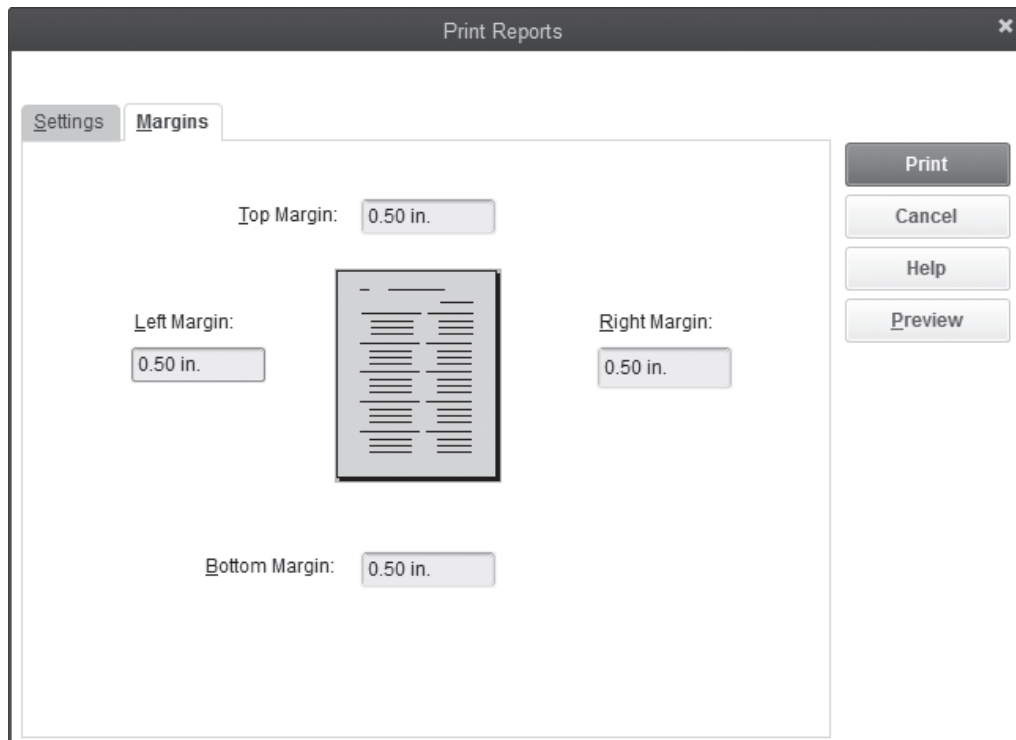 Print Reports
Settings
Margins
Print
Top Margin:
0.50 in.
Cancel
Help
Left Margin:
Right Margin:
Preview
0.50 in.
0.50 in.
Bottom Margin:
0.50 in.